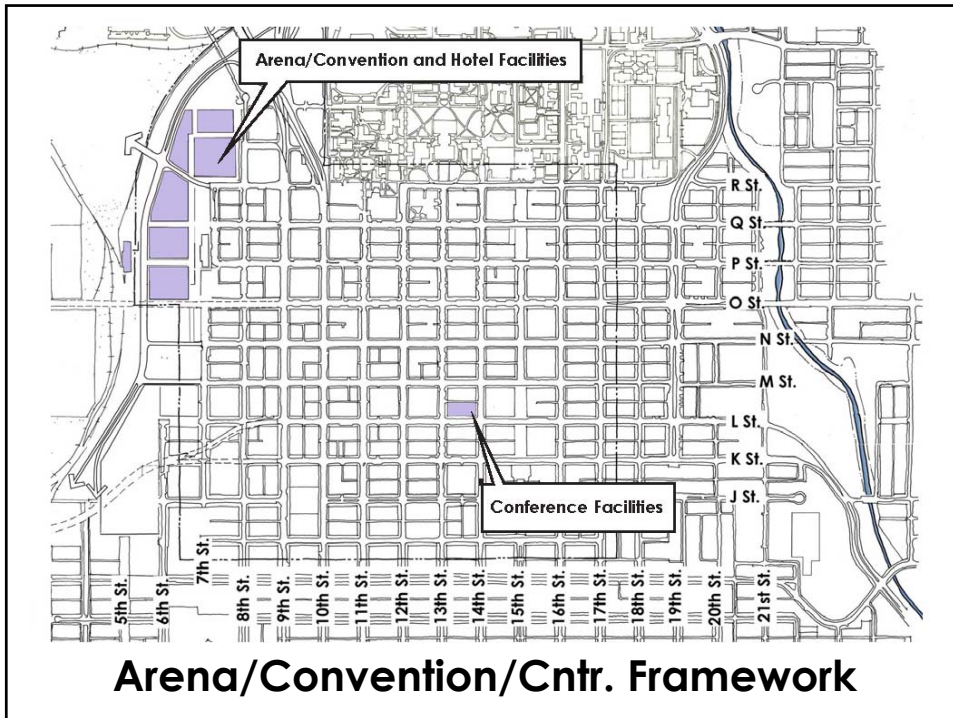 Arena/Convention and Hotel Facilities
R St.
Q St.
P St.
O St.
N St.
M St.
L St.
K St.
Conference Facilities
J St.
5th St.
6th St.
7th St.
8th St.
9th St.
10th St.
11th St.
12th St.
13th St.
14th St.
15th St.
16th St.
17th St.
18th St.
19th St.
20th St.
21st St.
Arena/Convention/Cntr. Framework